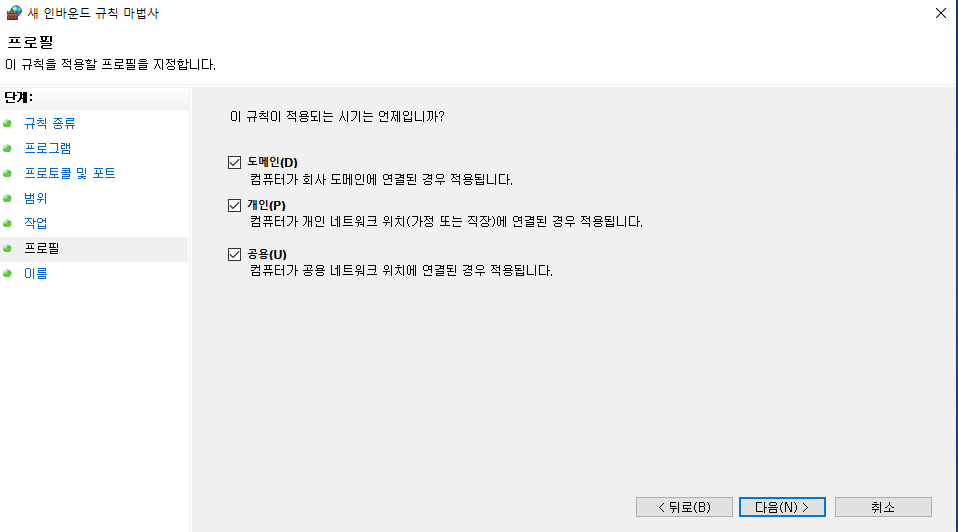 새 인바운드 규칙 마법사
프로필
이 규칙을 적용할 프로필을 지정합니다.
단계:
규칙 종류
프로그램
프로토콜 및 포트
범위
작업
프로필
이름
이 규칙이 적용되는 시기는 언제입니까?
도메인(D)
컴퓨터가 회사 도메인에 연결된 경우 적용됩니다.
개인(P)
컴퓨터가 개인 네트워크 위치(가정 또는 직장)에 연결된 경우 적용됩니다.
공용(U)
컴퓨터가 공용 네트워크 위치에 연결된 경우 적용됩니다.
< 뒤로(B) 다음(N) > 취소